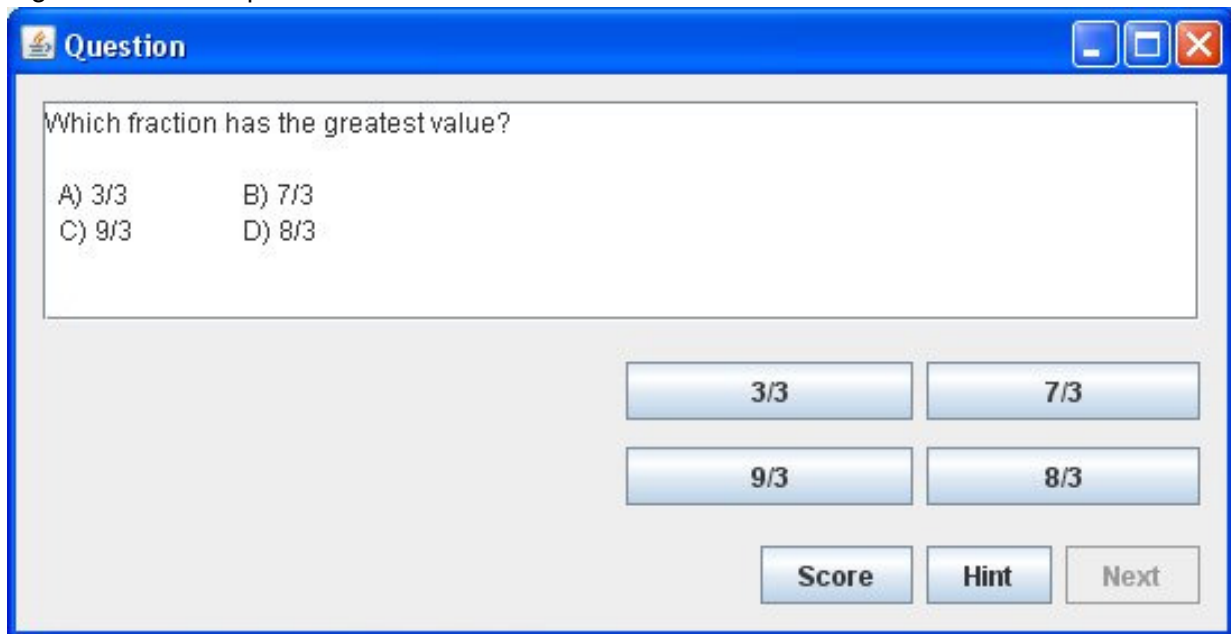 Question
Which fraction has the greatest value?
A) 3/3 B) 7/3
C) 9/3 D) 8/3
3/3 7/3
9/3 8/3
Score Hint Next